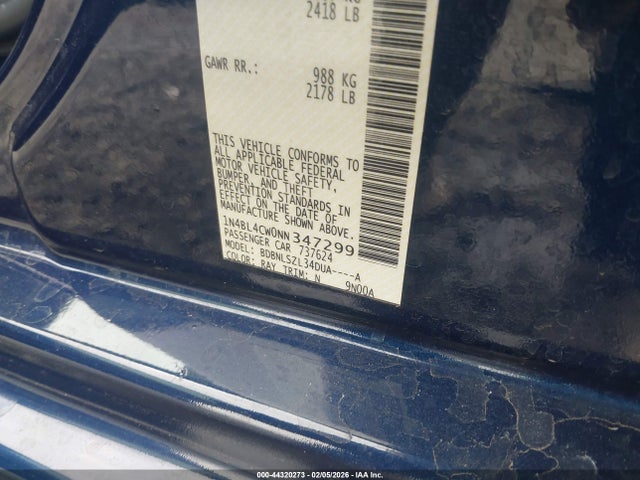 2418 LB
GAWR RR.: 988 KG
2178 LB
THIS VEHICLE CONFORMS TO
ALL APPLICABLE FEDERAL
MOTOR VEHICLE SAFETY,
BUMPER, AND THEFT
PREVENTION STANDARDS IN
EFFECT ON THE DATE OF
MANUFACTURE SHOWN ABOVE.
1N4BL4CW0NN347299
PASSENGER CAR 737624
MODEL: BDBNLSZL34DUA----A
COLOR: RAY TRIM: N 9N00A
000-44320273 - 02/05/2026 - IAA Inc.